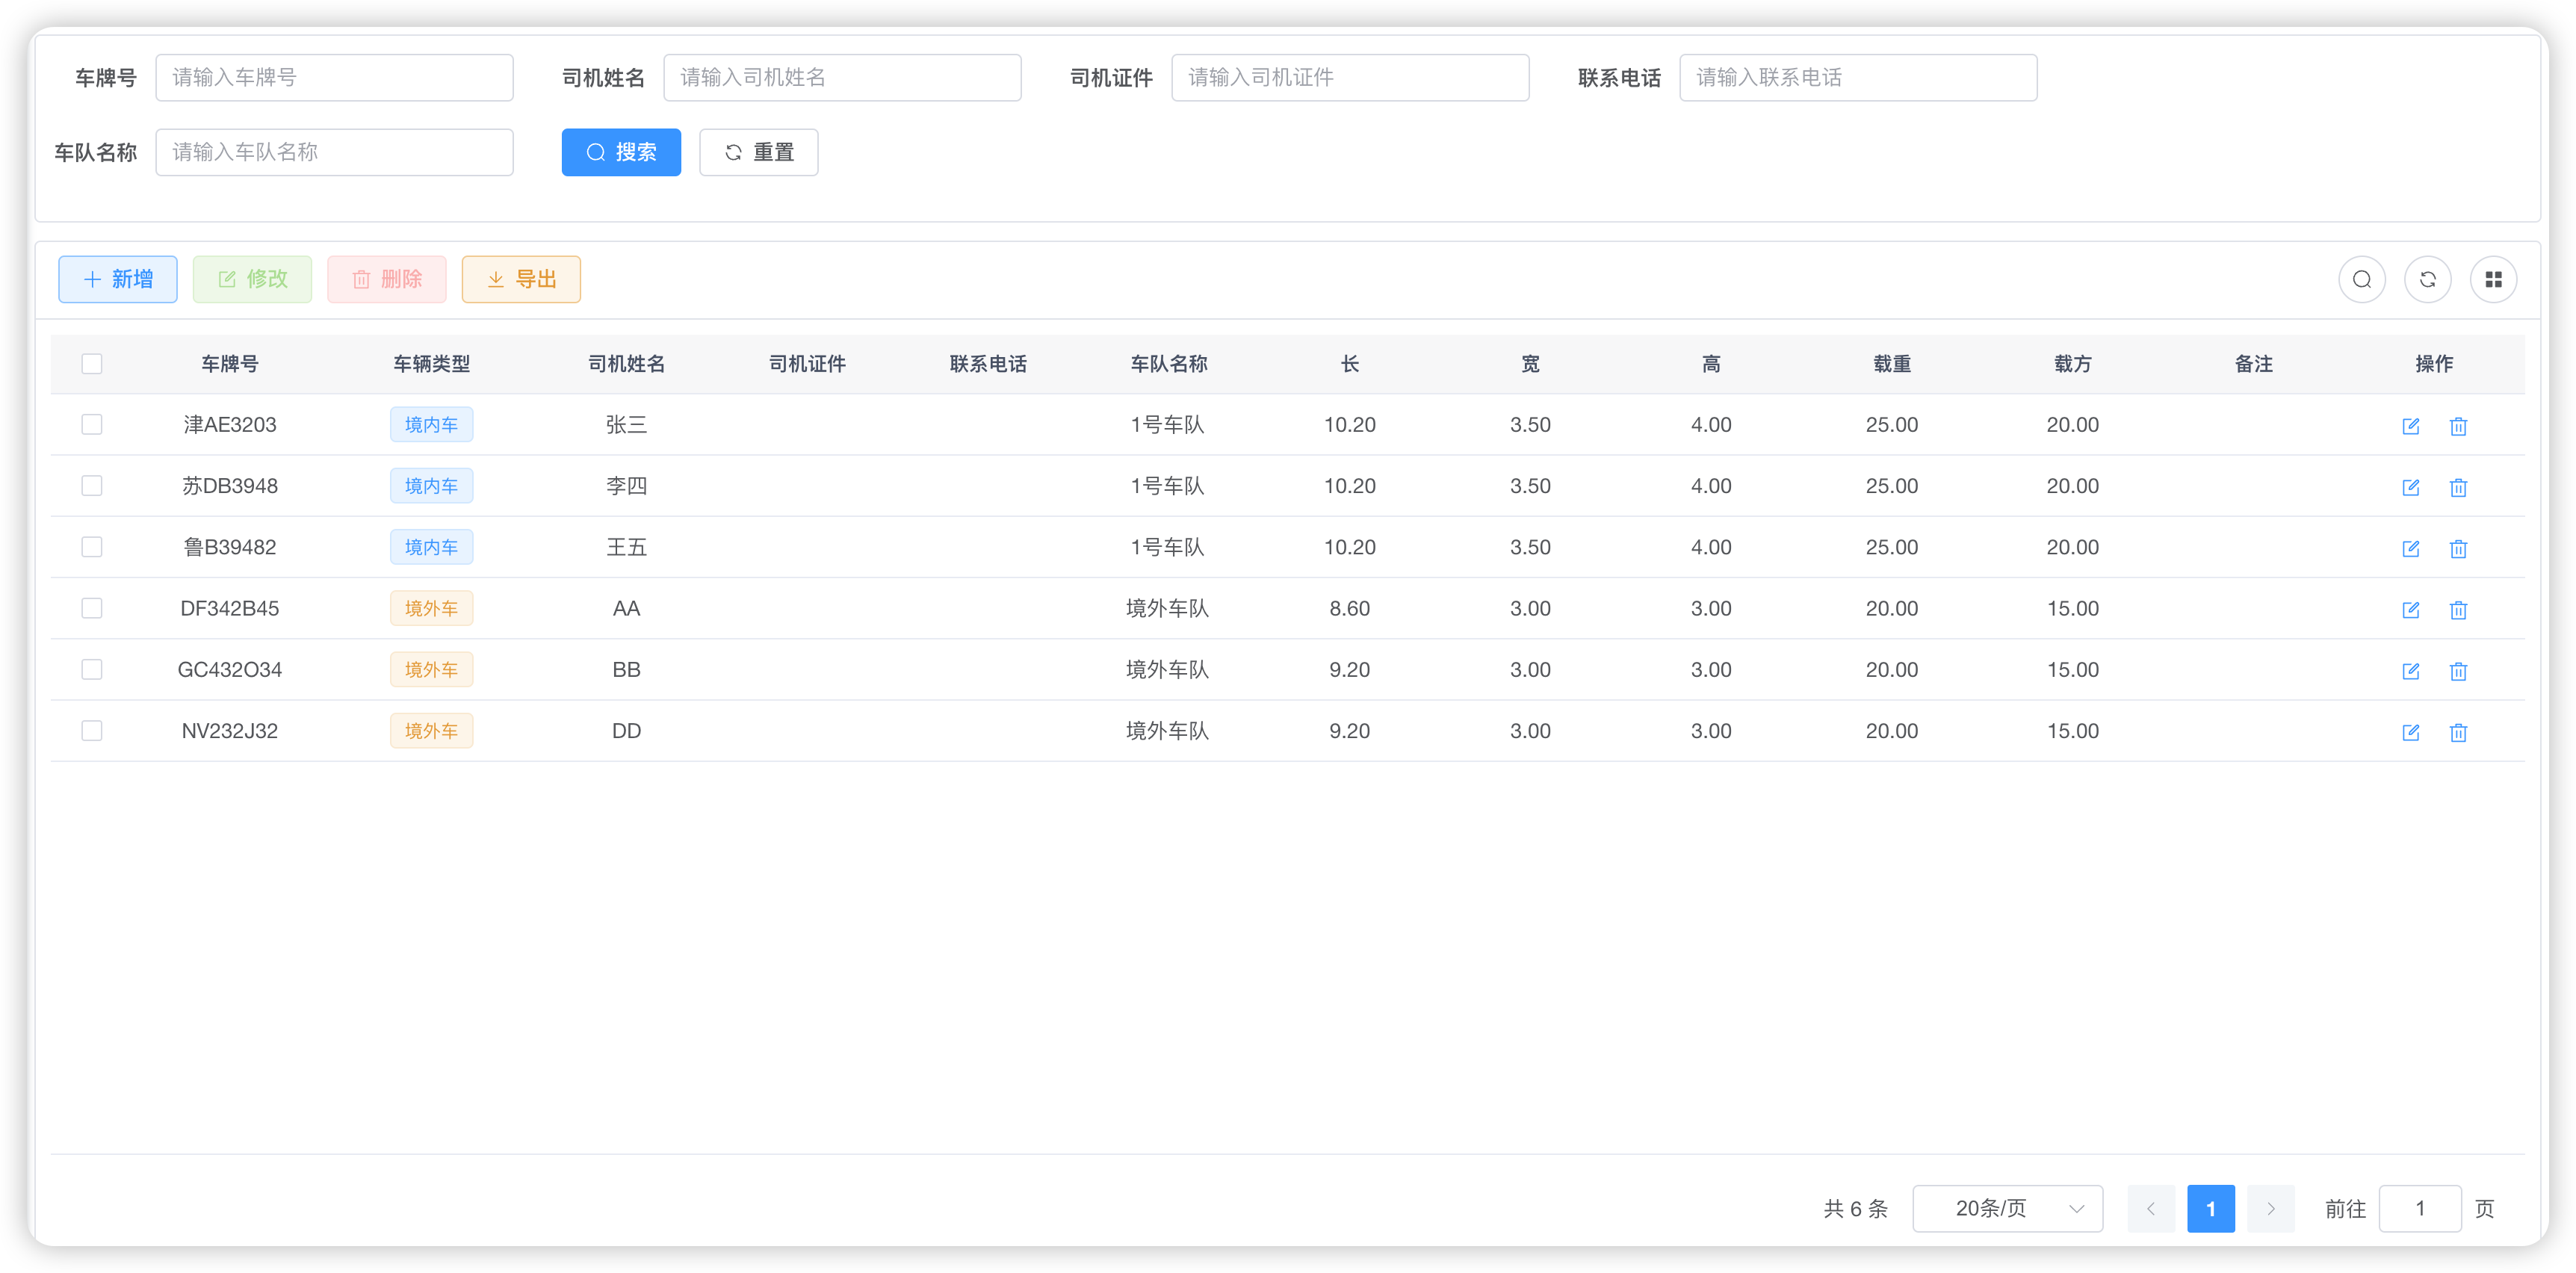 车牌号 请输入车牌号 司机姓名 请输入司机姓名 司机证件 请输入司机证件 联系电话 请输入联系电话
车队名称 请输入车队名称 搜索 重置
新增 修改 删除 导出
车牌号 车辆类型 司机姓名 司机证件 联系电话 车队名称 长 宽 高 载重 载方 备注 操作
津AE3203 境内车 张三 1号车队 10.20 3.50 4.00 25.00 20.00
苏DB3948 境内车 李四 1号车队 10.20 3.50 4.00 25.00 20.00
鲁B39482 境内车 王五 1号车队 10.20 3.50 4.00 25.00 20.00
DF342B45 境外车 AA 境外车队 8.60 3.00 3.00 20.00 15.00
GC432O34 境外车 BB 境外车队 9.20 3.00 3.00 20.00 15.00
NV232J32 境外车 DD 境外车队 9.20 3.00 3.00 20.00 15.00
共 6 条 20条/页 1 前往 1 页